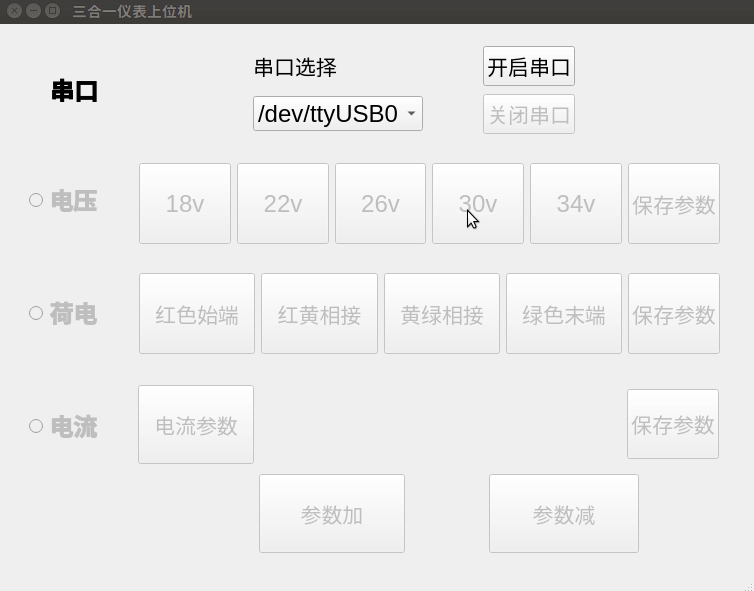 三合一仪表上位机
串口
串口选择
/dev/ttyUSB0
开启串口
关闭串口
电压
18v
22v
26v
30v
34v
保存参数
荷电
红色始端
红黄相接
黄绿相接
绿色末端
保存参数
电流
电流参数
保存参数
参数加
参数减